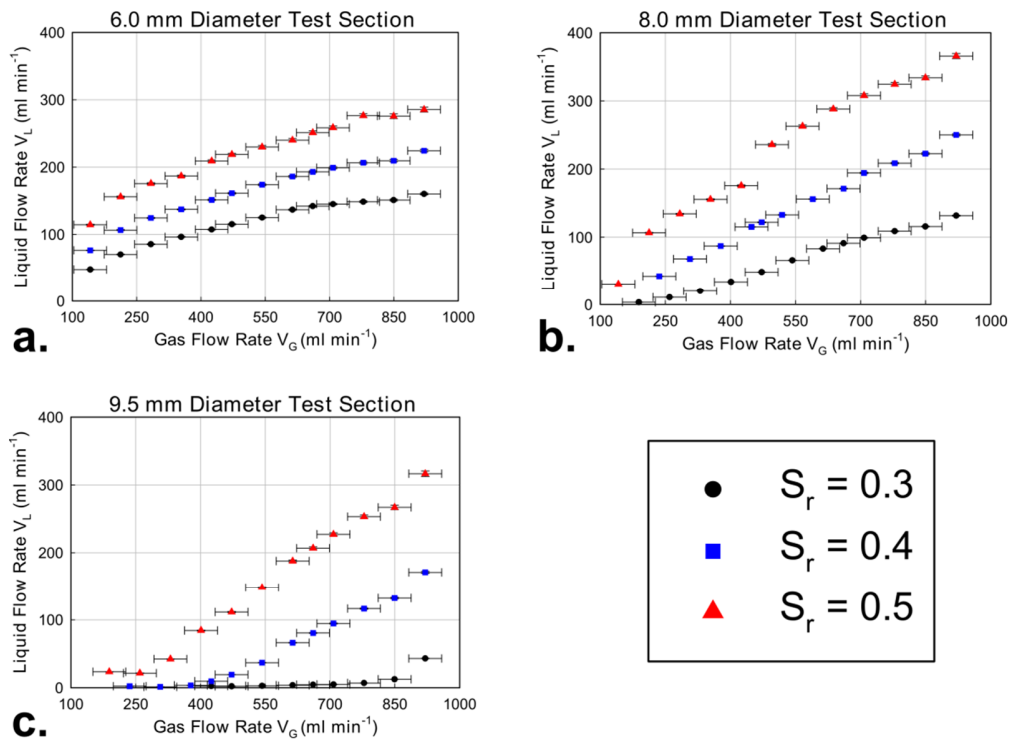 6.0 mm Diameter Test Section
400
300
200
100
0
Liquid Flow Rate V_L (ml min⁻¹)
100 250 400 550 700 850 1000
Gas Flow Rate V_G (ml min⁻¹)
a.
8.0 mm Diameter Test Section
400
300
200
100
0
Liquid Flow Rate V_L (ml min⁻¹)
100 250 400 550 700 850 1000
Gas Flow Rate V_G (ml min⁻¹)
b.
9.5 mm Diameter Test Section
400
300
200
100
0
Liquid Flow Rate V_L (ml min⁻¹)
100 250 400 550 700 850 1000
Gas Flow Rate V_G (ml min⁻¹)
c.
S_r = 0.3
S_r = 0.4
S_r = 0.5